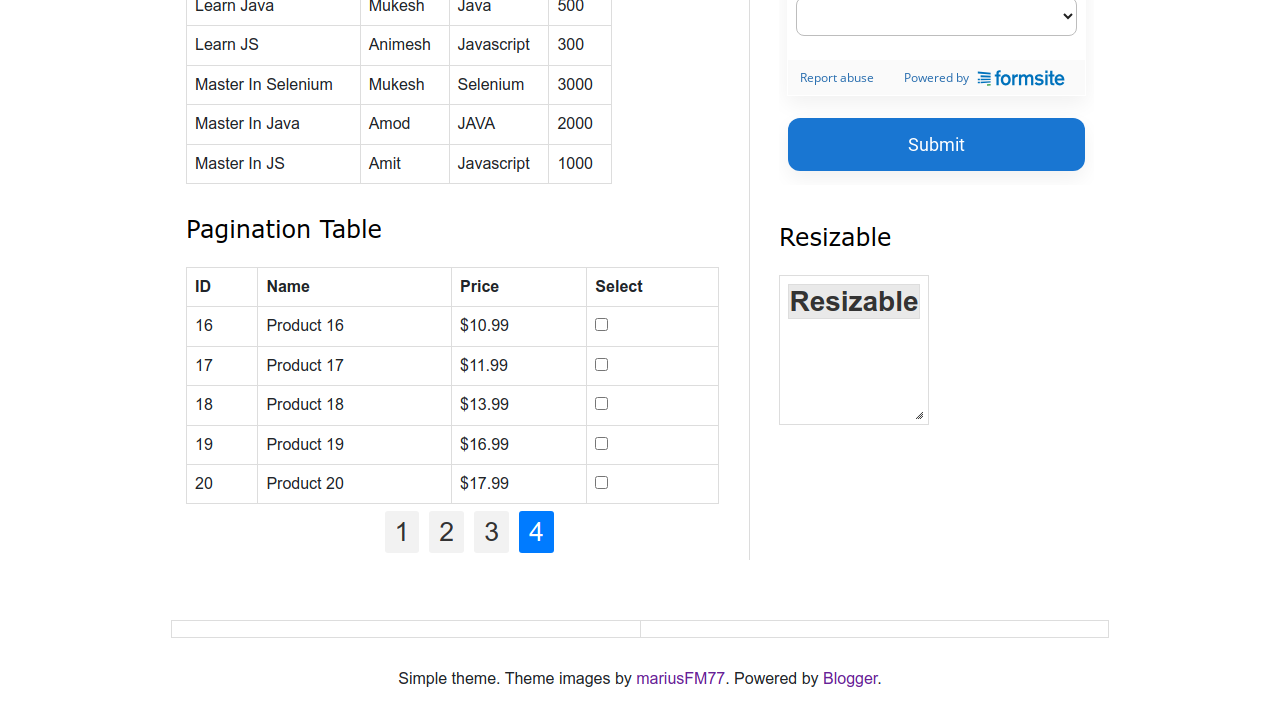 Learn Java Mukesh Java 500
Learn JS Animesh Javascript 300
Master In Selenium Mukesh Selenium 3000
Master In Java Amod JAVA 2000
Master In JS Amit Javascript 1000
Pagination Table
ID Name Price Select
16 Product 16 $10.99
17 Product 17 $11.99
18 Product 18 $13.99
19 Product 19 $16.99
20 Product 20 $17.99
1 2 3 4
Report abuse Powered by formsite
Submit
Resizable
Resizable
Simple theme. Theme images by mariusFM77. Powered by Blogger.